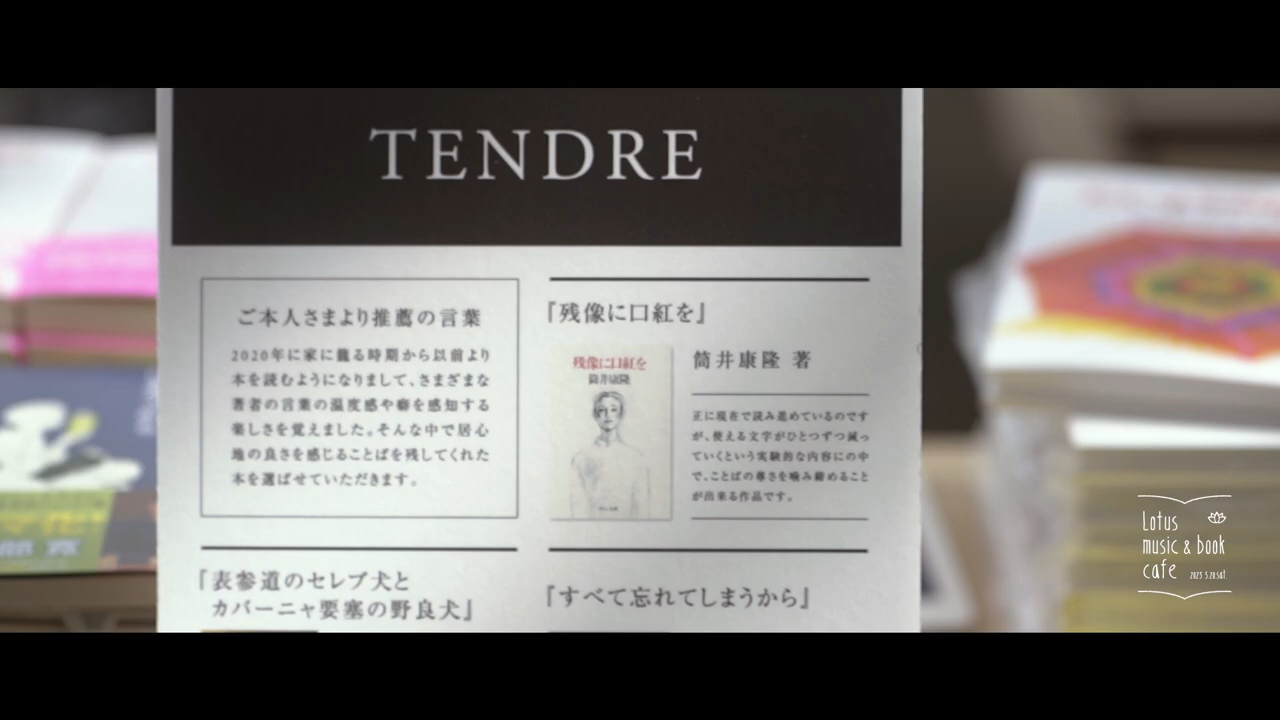 TENDRE
ご本人さまより推薦の言葉
2020年に家に籠る時期から以前より
本を読むようになりまして、さまざまな
著者の言葉の温度感や癖を感知する
楽しさを覚えました。そんな中で居心
地の良さを感じることばを残してくれた
本を選ばせていただきます。
『残像に口紅を』
残像に口紅を
筒井康隆
筒井康隆 著
正に現在で読み進めているのです
が、使える文字がひとつずつ減っ
ていくという実験的な内容にの中
で、ことばの尊さを噛み締めること
が出来る作品です。
『表参道のセレブ犬と
カバーニャ要塞の野良犬』
『すべて忘れてしまうから』
Lotus
music & book
cafe 2023 5.20 sat.